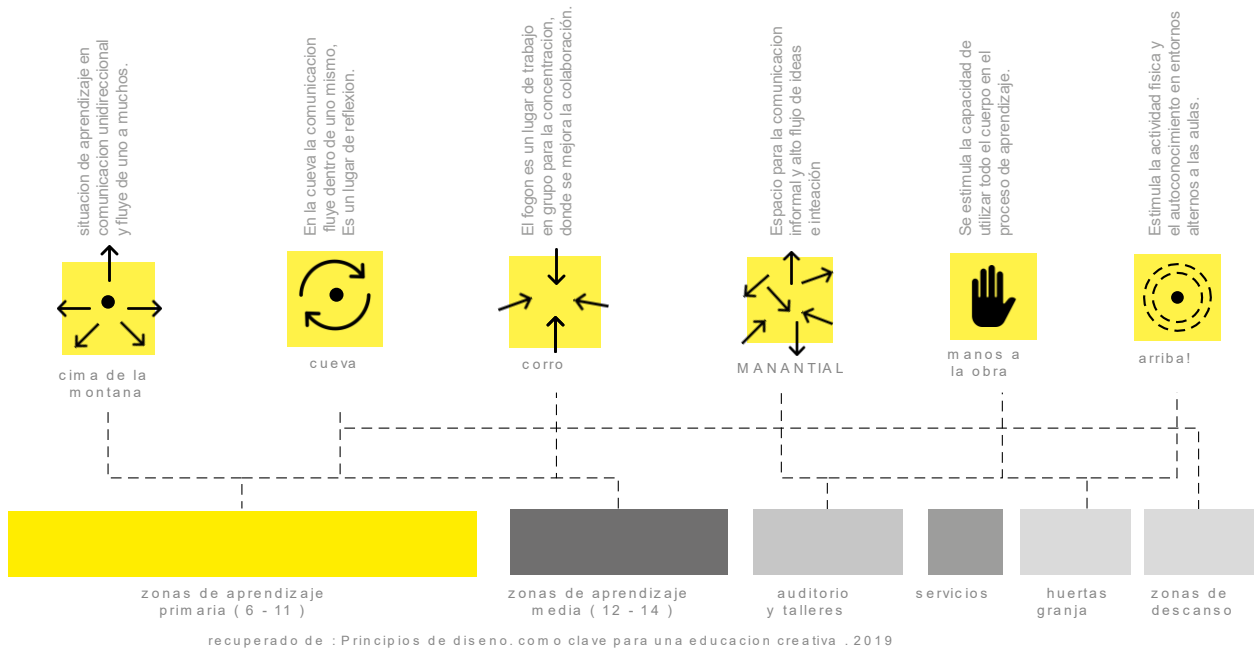 situacion de aprendizaje en
comunicacion unidireccional
y fluye de uno a muchos.
En la cueva la comunicacion
fluye dentro de uno mismo,
Es un lugar de reflexion.
El fogon es un lugar de trabajo
en grupo para la concentracion,
donde se mejora la colaboración.
Espacio para la comunicacion
informal y alto flujo de ideas
e inteación
Se estimula la capacidad de
utilizar todo el cuerpo en el
proceso de aprendizaje.
Estimula la actividad fisica y
el autoconocimiento en entornos
alternos a las aulas.
cima de la
montana
cueva
corro
MANANTIAL
manos a
la obra
arriba!
zonas de aprendizaje
primaria ( 6 - 11 )
zonas de aprendizaje
media ( 12 - 14 )
auditorio
y talleres
servicios
huertas
granja
zonas de
descanso
recuperado de : Principios de diseno. como clave para una educacion creativa . 2019